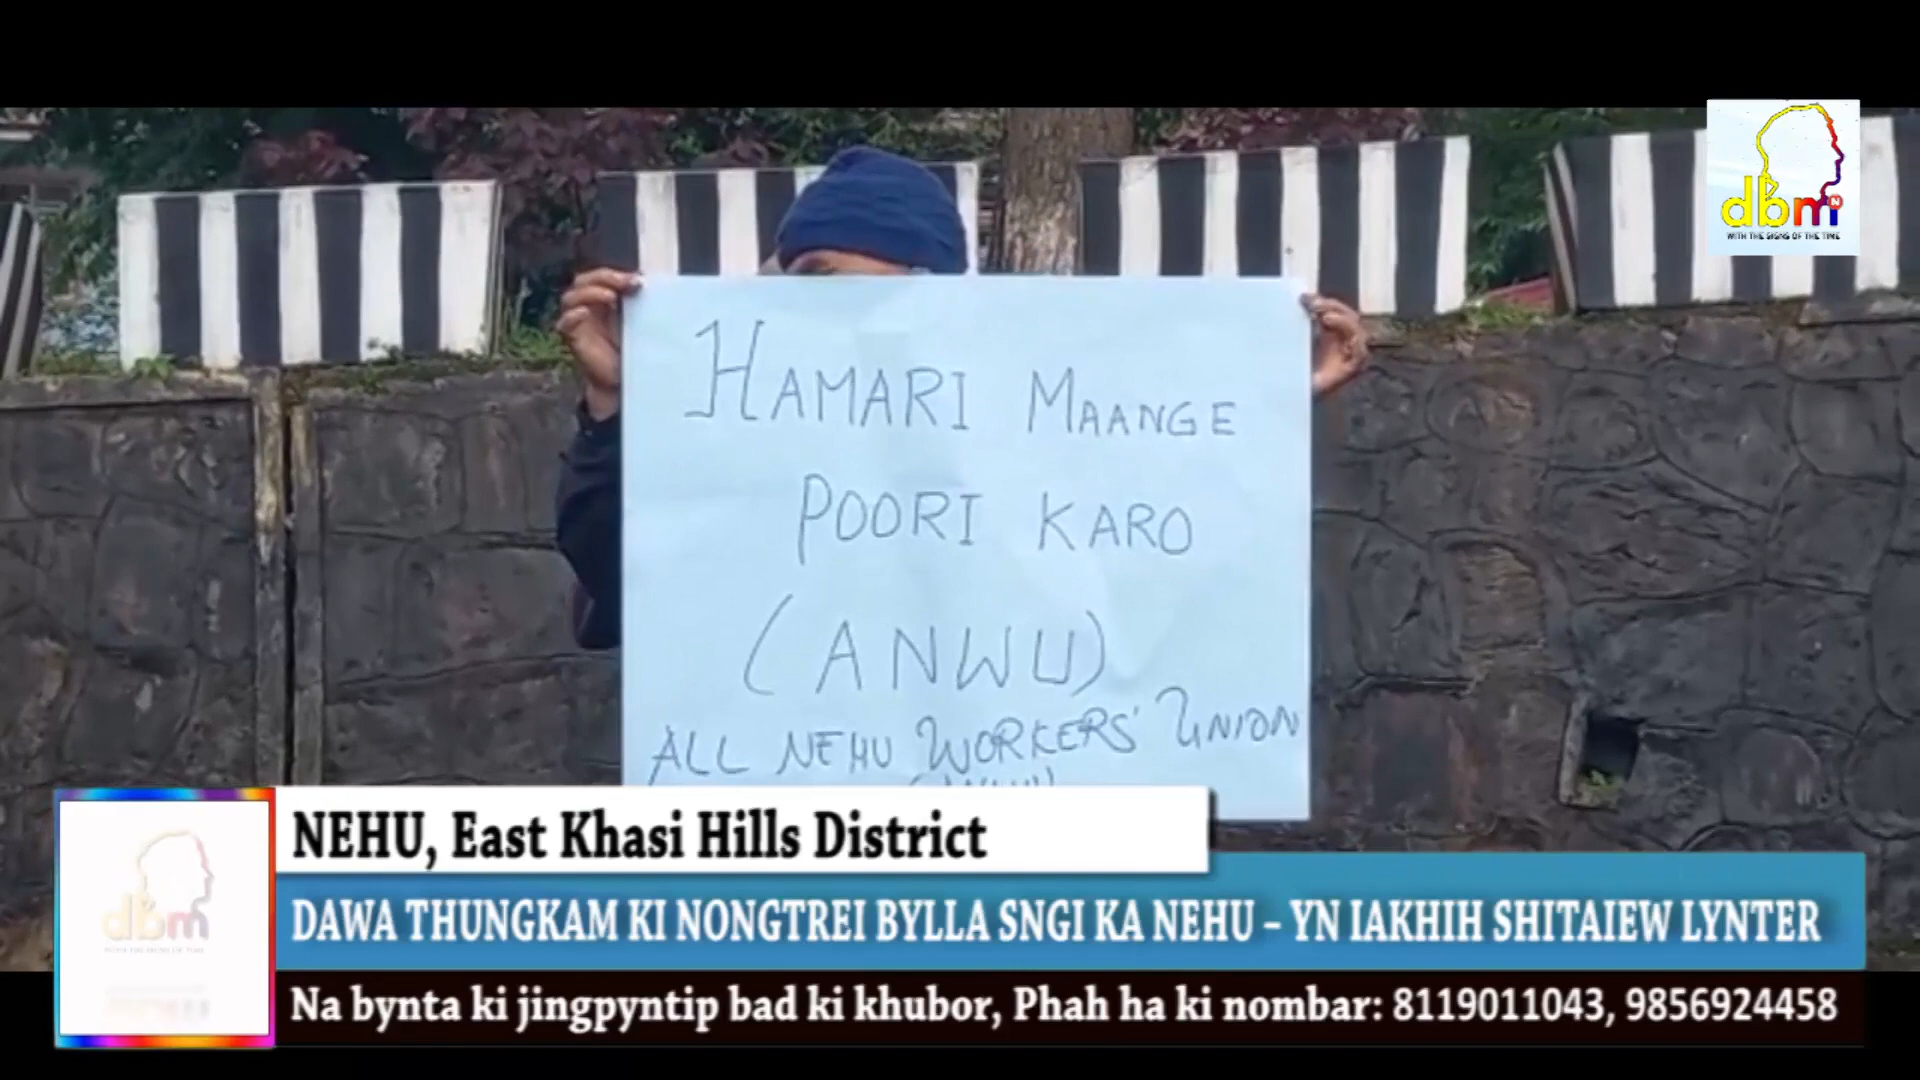 dbm N
WITH THE SIGNS OF THE TIME
HAMARI MAANGE
POORI KARO
(ANWU)
ALL NEHU WORKERS' UNION
NEHU, East Khasi Hills District
dbm
DAWA THUNGKAM KI NONGTREI BYLLA SNGI KA NEHU – YN IAKHIH SHITAIEW LYNTER
Na bynta ki jingpyntip bad ki khubor, Phah ha ki nombar: 8119011043, 9856924458